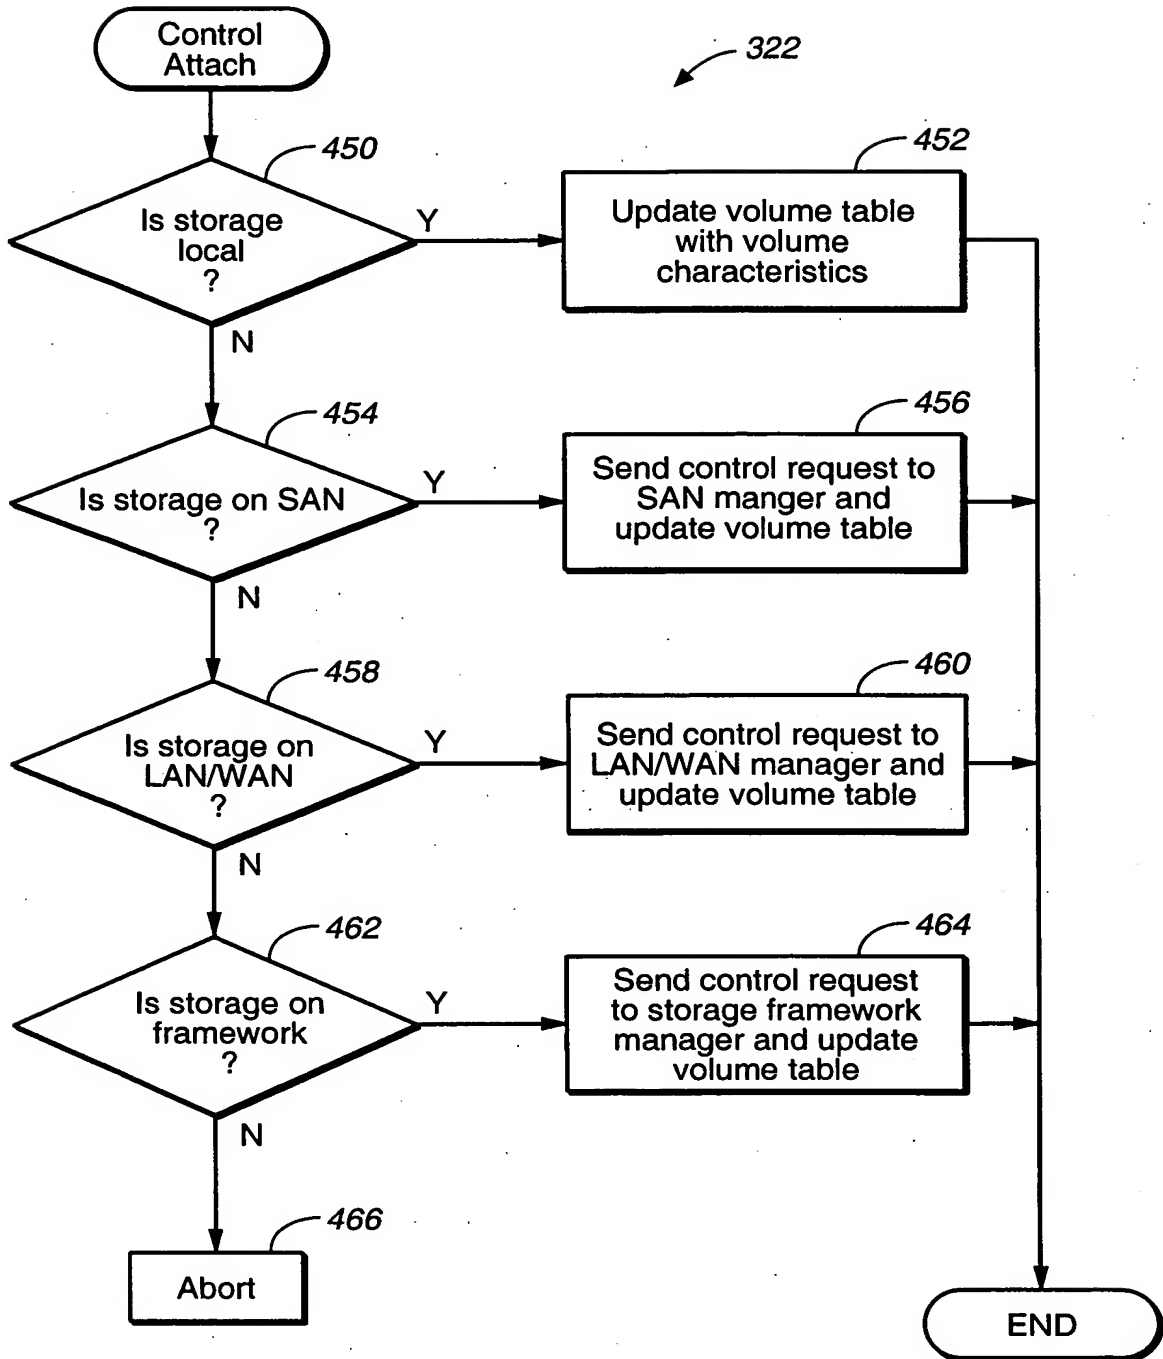 Control
Attach
322
450
452
Is storage
local
?
Y
N
Update volume table
with volume
characteristics
454
456
Is storage on SAN
?
Y
N
Send control request to
SAN manger and
update volume table
458
460
Is storage on
LAN/WAN
?
Y
N
Send control request to
LAN/WAN manager and
update volume table
462
464
Is storage on
framework
?
Y
N
Send control request
to storage framework
manager and update
volume table
466
Abort
END